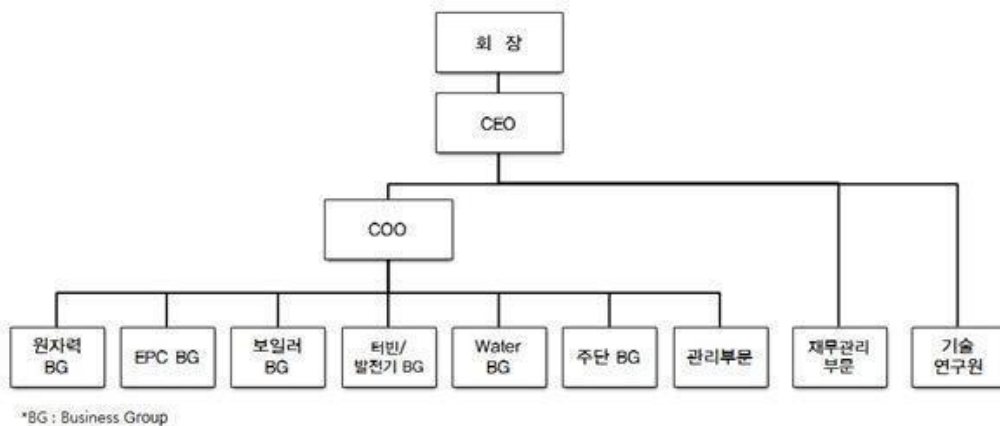 회 장
CEO
COO
원자력
BG
EPC BG
보일러
BG
터빈/
발전기 BG
Water
BG
주단 BG
관리부문
재무관리
부문
기술
연구원
*BG : Business Group